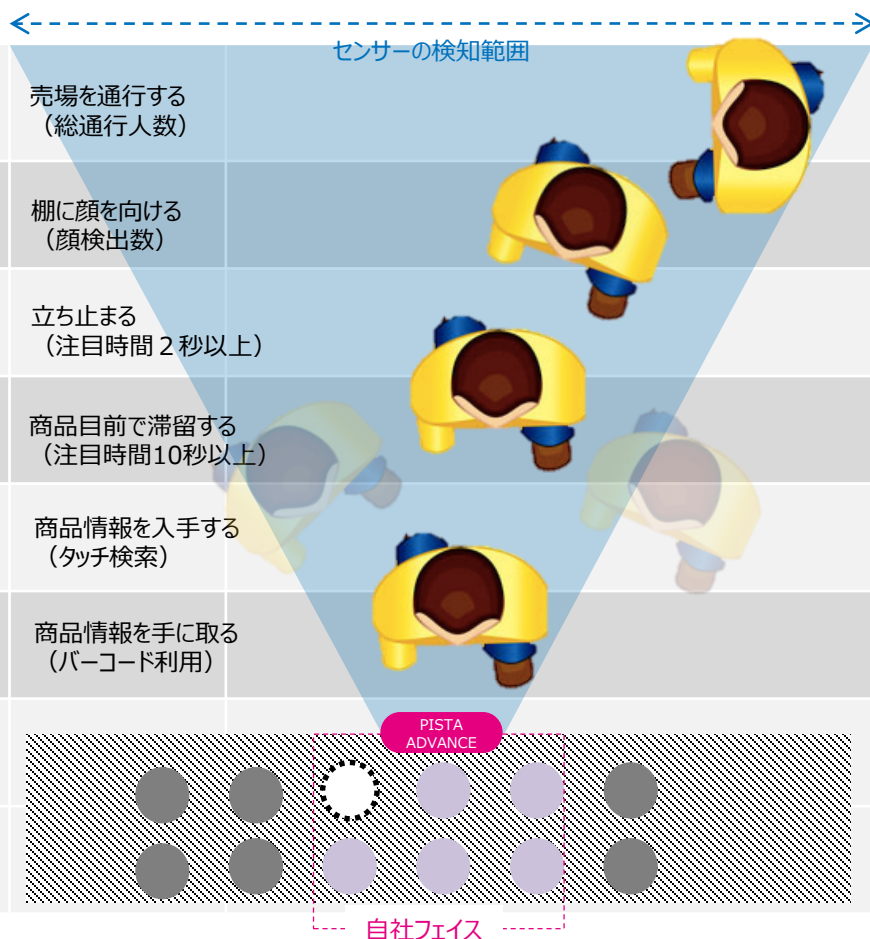 センサーの検知範囲
売場を通行する
（総通行人数）
棚に顔を向ける
（顔検出数）
立ち止まる
（注目時間２秒以上）
商品目前で滞留する
（注目時間10秒以上）
商品情報を入手する
（タッチ検索）
商品情報を手に取る
（バーコード利用）
PISTA
ADVANCE
自社フェイス